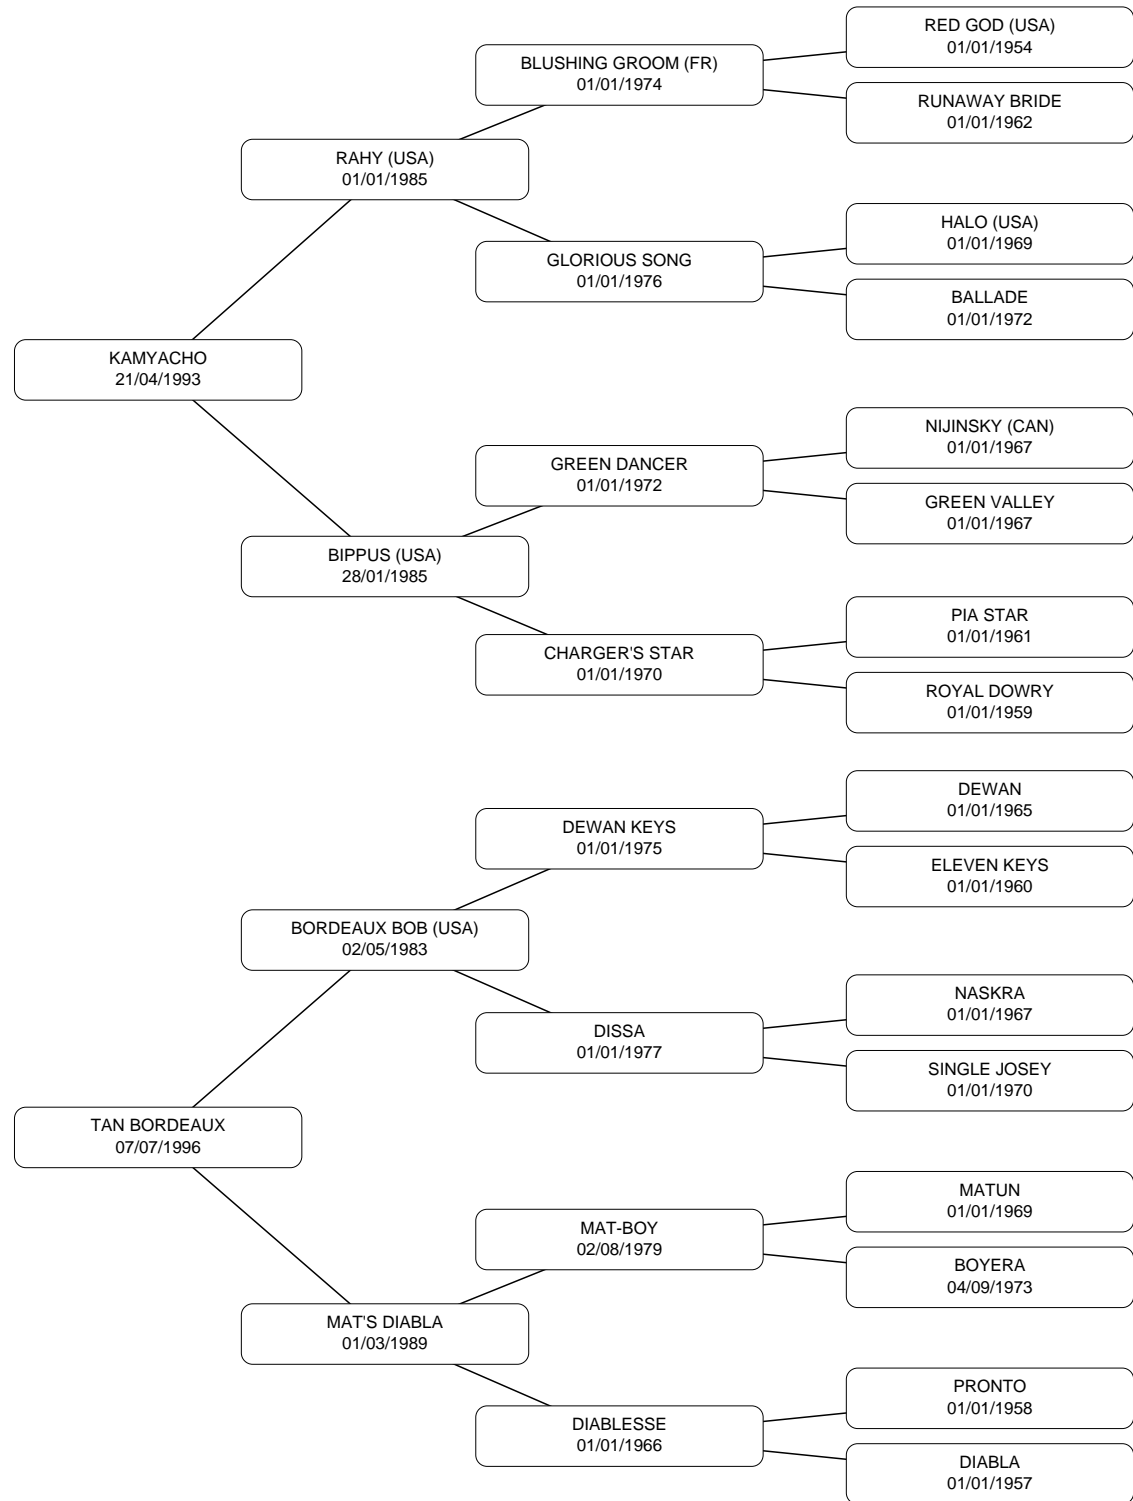 RED GOD (USA)
01/01/1954
BLUSHING GROOM (FR)
01/01/1974
RUNAWAY BRIDE
01/01/1962
RAHY (USA)
01/01/1985
HALO (USA)
01/01/1969
GLORIOUS SONG
01/01/1976
BALLADE
01/01/1972
KAMYACHO
21/04/1993
NIJINSKY (CAN)
01/01/1967
GREEN DANCER
01/01/1972
GREEN VALLEY
01/01/1967
BIPPUS (USA)
28/01/1985
PIA STAR
01/01/1961
CHARGER'S STAR
01/01/1970
ROYAL DOWRY
01/01/1959
DEWAN
01/01/1965
DEWAN KEYS
01/01/1975
ELEVEN KEYS
01/01/1960
BORDEAUX BOB (USA)
02/05/1983
NASKRA
01/01/1967
DISSA
01/01/1977
SINGLE JOSEY
01/01/1970
TAN BORDEAUX
07/07/1996
MATUN
01/01/1969
MAT-BOY
02/08/1979
BOYERA
04/09/1973
MAT'S DIABLA
01/03/1989
PRONTO
01/01/1958
DIABLESSE
01/01/1966
DIABLA
01/01/1957